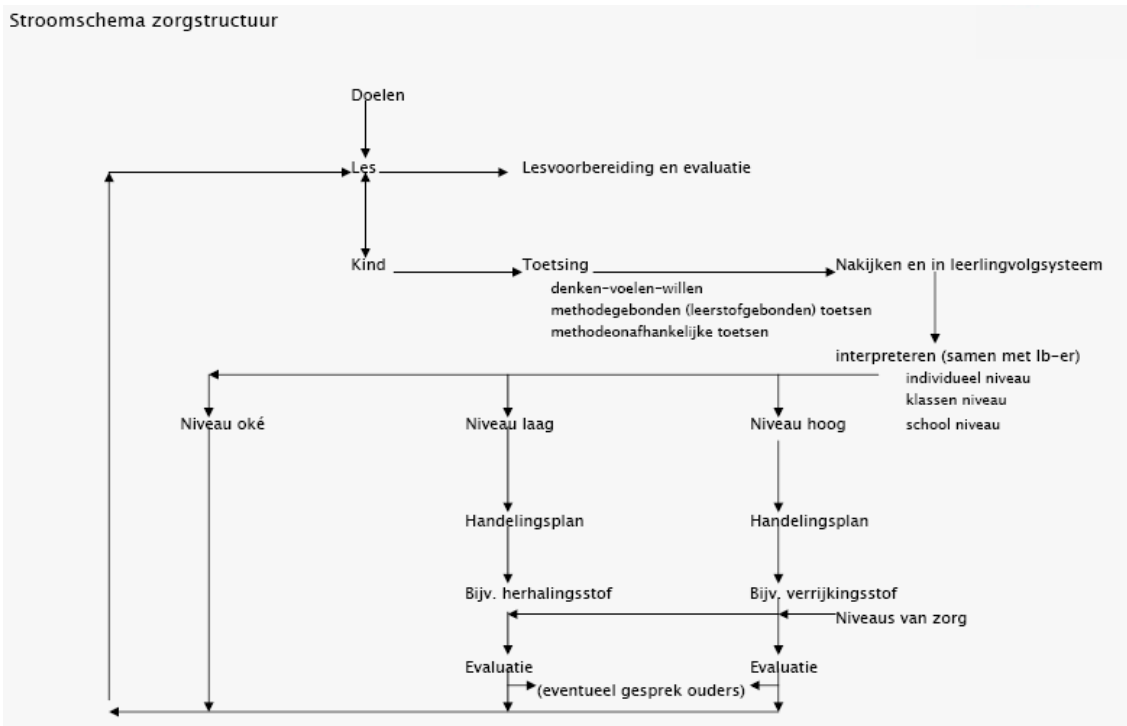 Stroomschema zorgstructuur
Doelen
Les
Lesvoorbereiding en evaluatie
Kind
Toetsing
Nakijken en in leerlingvolgsysteem
denken-voelen-willen
methodegebonden (leerstofgebonden) toetsen
methodeonafhankelijke toetsen
interpreteren (samen met Ib-er)
individueel niveau
klassen niveau
school niveau
Niveau oké
Niveau laag
Niveau hoog
Handelingsplan
Handelingsplan
Bijv. herhalingsstof
Bijv. verrijkingsstof
Niveaus van zorg
Evaluatie
Evaluatie
(eventueel gesprek ouders)